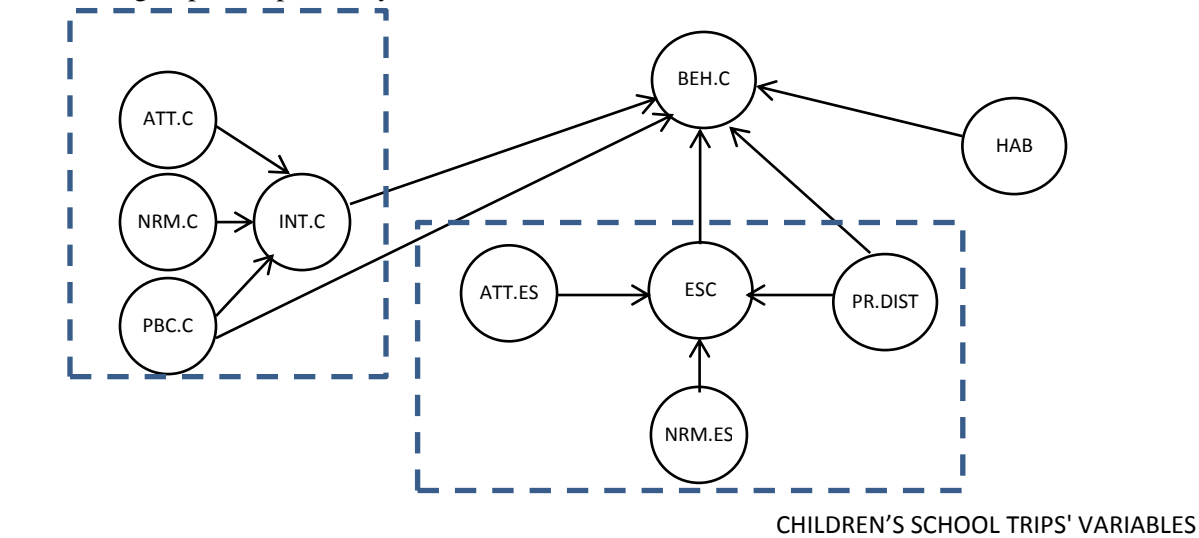 BEH.C
ATT.C
HAB
NRM.C
INT.C
ATT.ES
ESC
PR.DIST
PBC.C
NRM.ES
CHILDREN’S SCHOOL TRIPS' VARIABLES